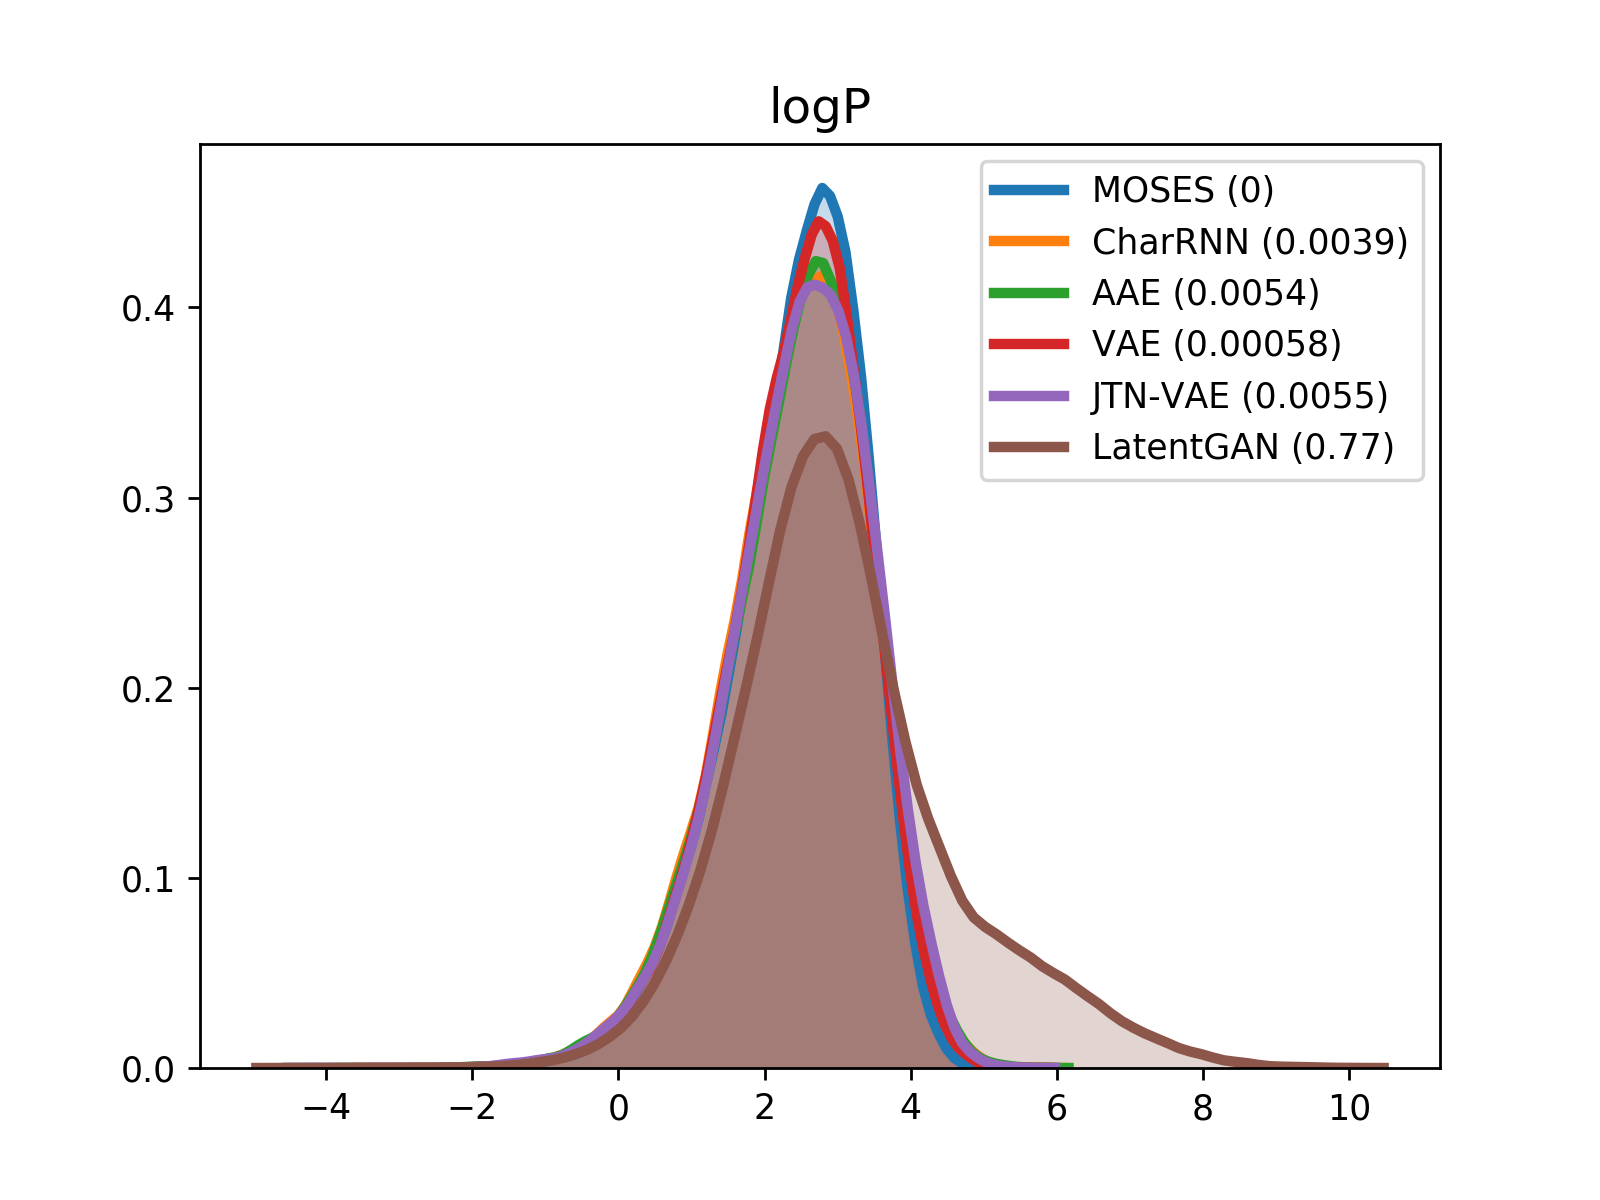 logP
MOSES (0)
CharRNN (0.0039)
AAE (0.0054)
VAE (0.00058)
JTN-VAE (0.0055)
LatentGAN (0.77)
0.4
0.3
0.2
0.1
0.0
−4 −2 0 2 4 6 8 10